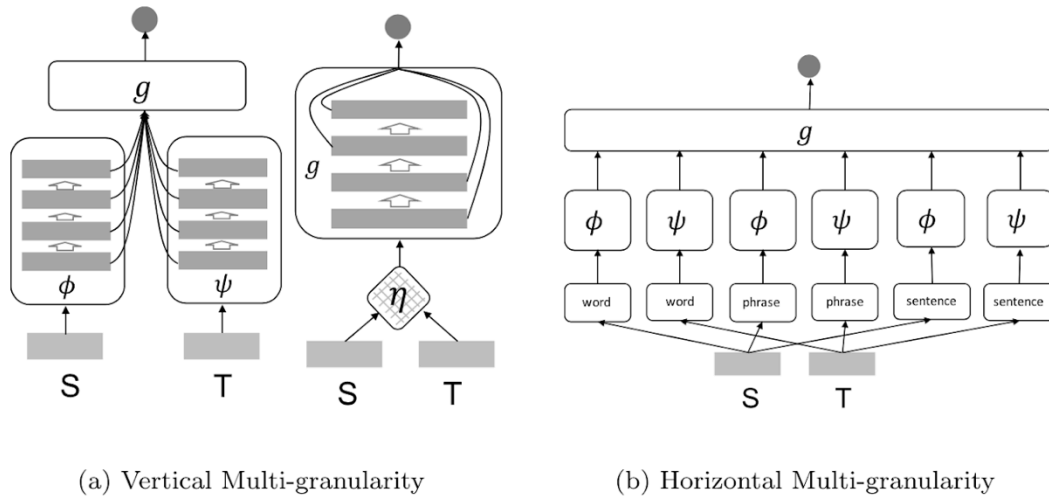 g
ϕ
ψ
S
T
g
η
S
T
(a) Vertical Multi-granularity
g
ϕ
ψ
ϕ
ψ
ϕ
ψ
word
word
phrase
phrase
sentence
sentence
S
T
(b) Horizontal Multi-granularity